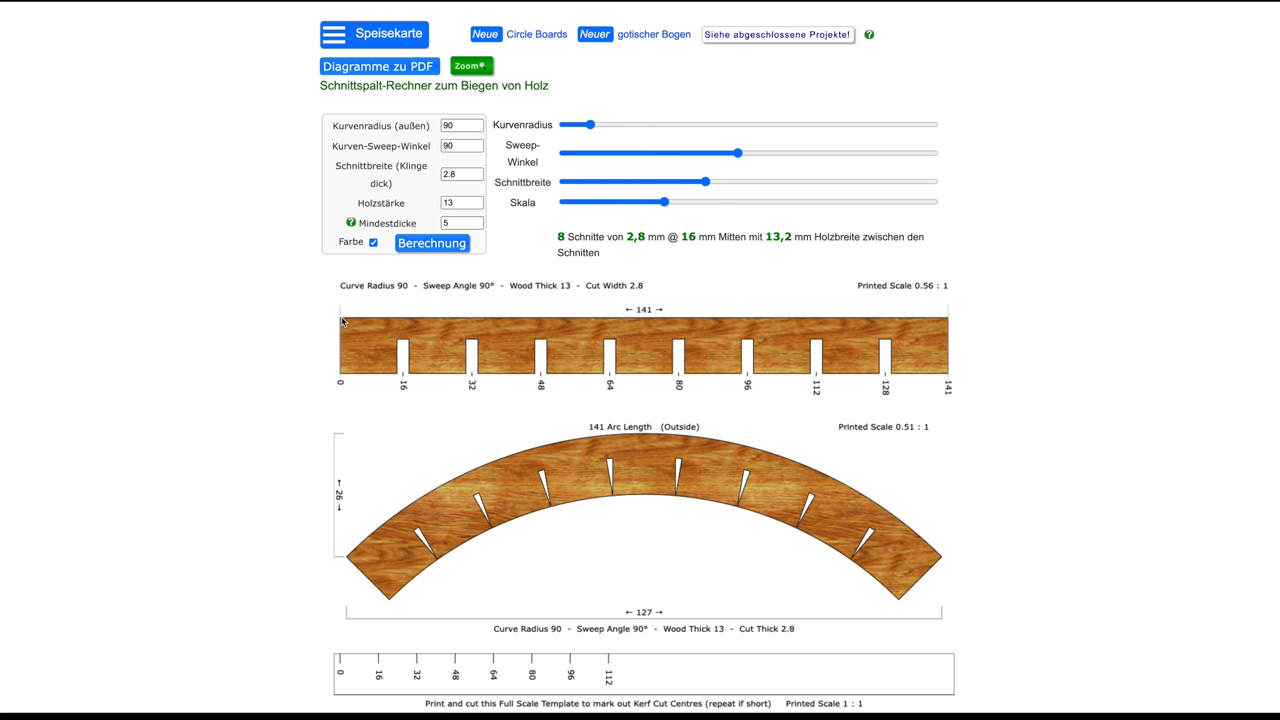 Speisekarte
Neue Circle Boards Neuer gotischer Bogen Siehe abgeschlossene Projekte! ?
Diagramme zu PDF Zoom
Schnittspalt-Rechner zum Biegen von Holz
Kurvenradius (außen) 90
Kurven-Sweep-Winkel 90
Schnittbreite (Klinge dick) 2.8
Holzstärke 13
? Mindestdicke 5
Farbe Berechnung
Kurvenradius
Sweep-
Winkel
Schnittbreite
Skala
8 Schnitte von 2,8 mm @ 16 mm Mitten mit 13,2 mm Holzbreite zwischen den
Schnitten
Curve Radius 90 - Sweep Angle 90° - Wood Thick 13 - Cut Width 2.8 Printed Scale 0.56 : 1
← 141 →
0 16 32 48 64 80 96 112 128 141
141 Arc Length (Outside) Printed Scale 0.51 : 1
← 26 →
← 127 →
Curve Radius 90 - Sweep Angle 90° - Wood Thick 13 - Cut Thick 2.8
0 16 32 48 64 80 96 112
Print and cut this Full Scale Template to mark out Kerf Cut Centres (repeat if short) Printed Scale 1 : 1